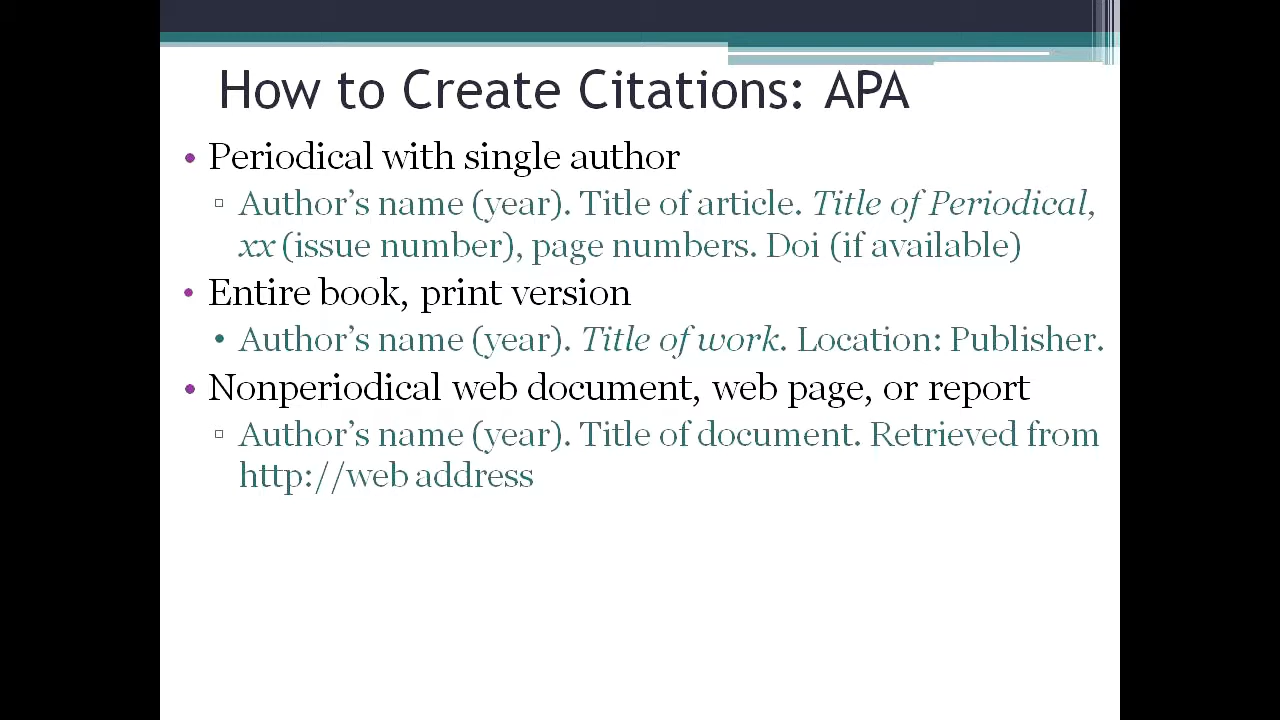 How to Create Citations: APA
• Periodical with single author
▫ Author’s name (year). Title of article. Title of Periodical,
xx (issue number), page numbers. Doi (if available)
• Entire book, print version
• Author’s name (year). Title of work. Location: Publisher.
• Nonperiodical web document, web page, or report
▫ Author’s name (year). Title of document. Retrieved from
http://web address